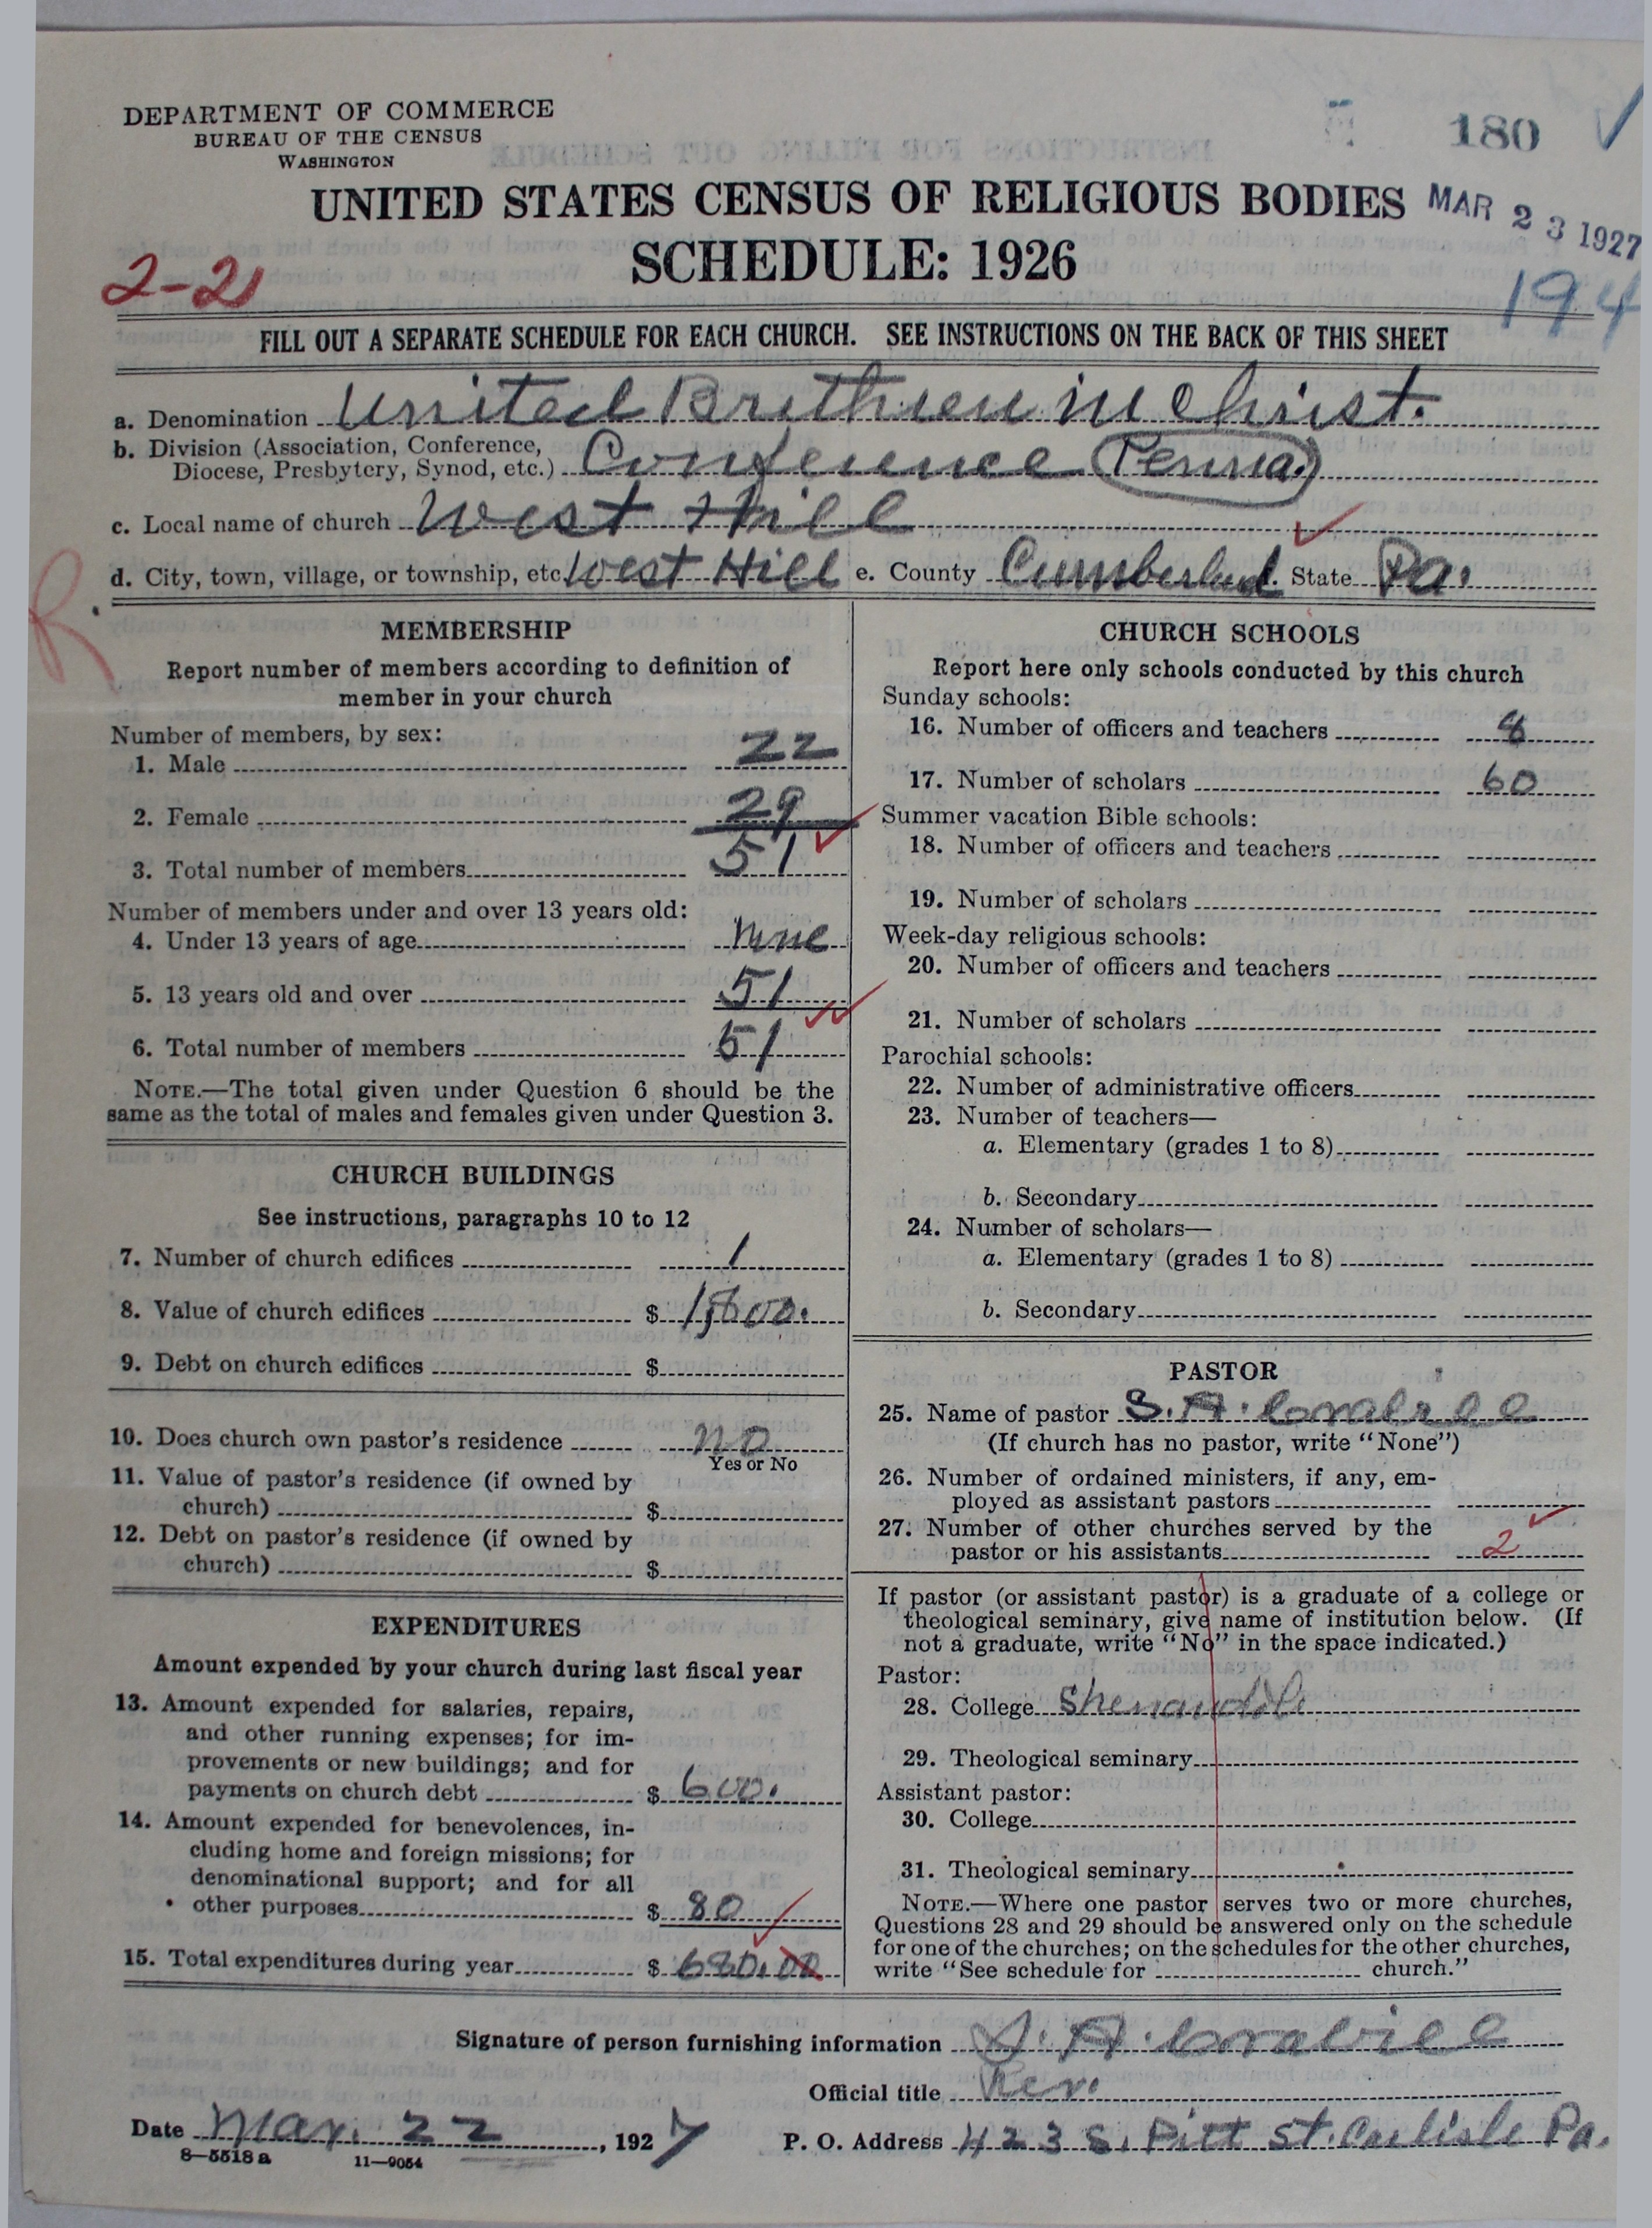 DEPARTMENT OF COMMERCE
BUREAU OF THE CENSUS
WASHINGTON
180
UNITED STATES CENSUS OF RELIGIOUS BODIES
MAR 23 1927
SCHEDULE: 1926
2-21
194
FILL OUT A SEPARATE SCHEDULE FOR EACH CHURCH. SEE INSTRUCTIONS ON THE BACK OF THIS SHEET
a. Denomination United Brethren in Christ.
b. Division (Association, Conference,
Diocese, Presbytery, Synod, etc.) Conference Penna.
c. Local name of church West Hill
d. City, town, village, or township, etc. West Hill e. County Cumberland f. State Pa.
R.
MEMBERSHIP
Report number of members according to definition of
member in your church
Number of members, by sex:
1. Male 22
2. Female 29
3. Total number of members 51
Number of members under and over 13 years old:
4. Under 13 years of age None
5. 13 years old and over 51
6. Total number of members 51
NOTE.—The total given under Question 6 should be the
same as the total of males and females given under Question 3.
CHURCH BUILDINGS
See instructions, paragraphs 10 to 12
7. Number of church edifices 1
8. Value of church edifices $
9. Debt on church edifices $
10. Does church own pastor's residence no
Yes or No
11. Value of pastor's residence (if owned by
church) $
12. Debt on pastor's residence (if owned by
church) $
EXPENDITURES
Amount expended by your church during last fiscal year
13. Amount expended for salaries, repairs,
and other running expenses; for im-
provements or new buildings; and for
payments on church debt $ 600.
14. Amount expended for benevolences, in-
cluding home and foreign missions; for
denominational support; and for all
other purposes $ 80
15. Total expenditures during year $ 680.00
CHURCH SCHOOLS
Report here only schools conducted by this church
Sunday schools:
16. Number of officers and teachers 8
17. Number of scholars 60
Summer vacation Bible schools:
18. Number of officers and teachers
19. Number of scholars
Week-day religious schools:
20. Number of officers and teachers
21. Number of scholars
Parochial schools:
22. Number of administrative officers
23. Number of teachers—
a. Elementary (grades 1 to 8)
b. Secondary
24. Number of scholars—
a. Elementary (grades 1 to 8)
b. Secondary
PASTOR
25. Name of pastor S. A.
(If church has no pastor, write "None")
26. Number of ordained ministers, if any, em-
ployed as assistant pastors
27. Number of other churches served by the
pastor or his assistants 2
If pastor (or assistant pastor) is a graduate of a college or
theological seminary, give name of institution below. (If
not a graduate, write "No" in the space indicated.)
Pastor:
28. College
29. Theological seminary
Assistant pastor:
30. College
31. Theological seminary
NOTE.—Where one pastor serves two or more churches,
Questions 28 and 29 should be answered only on the schedule
for one of the churches; on the schedules for the other churches,
write "See schedule for church."
Signature of person furnishing information S. A.
Official title Rev.
Date Mar. 22, 1927 P. O. Address 423 S. Pitt St. Carlisle Pa.
8—5518 a 11—9054